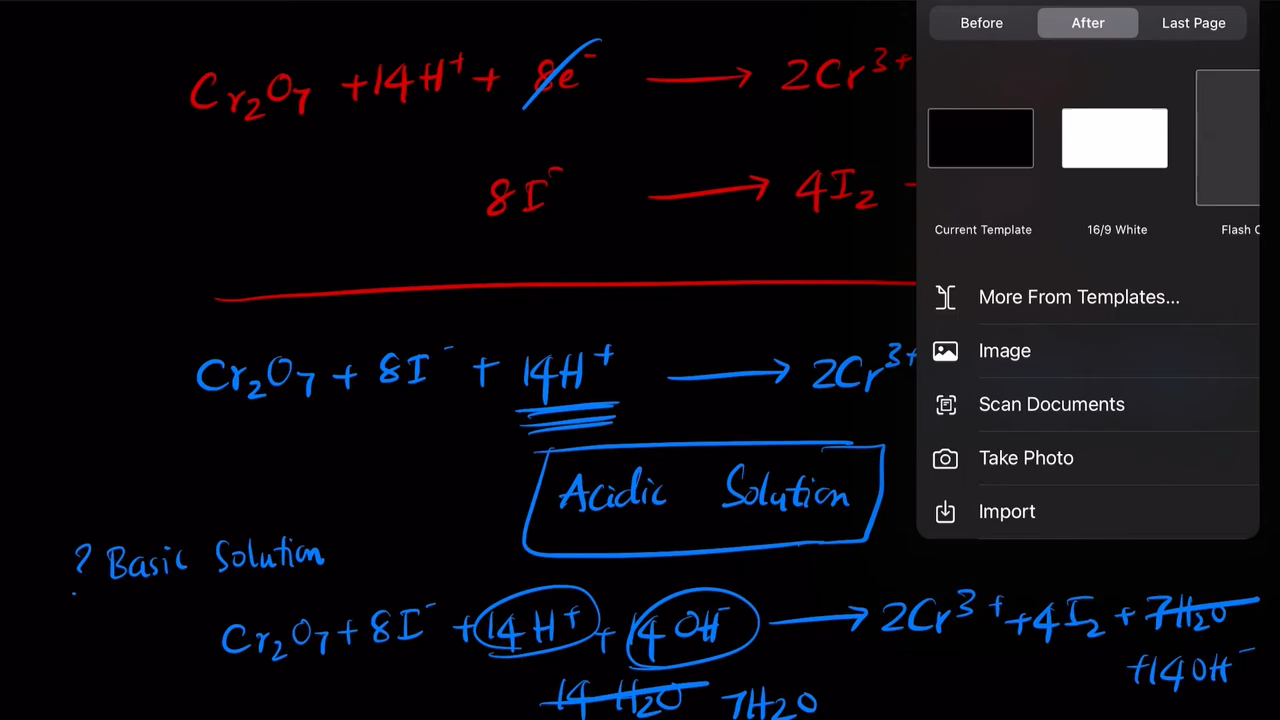 Before After Last Page
Cr2O7 +14H+ + 8e- → 2Cr3+
8I- → 4I2 -
Current Template 16/9 White Flash C
More From Templates...
Cr2O7 + 8I- + 14H+ → 2Cr3+
Image
Scan Documents
Take Photo
Import
Acidic Solution
? Basic Solution
Cr2O7 + 8I- + 14H+ + 14OH- → 2Cr3+ + 4I2 + 7H2O
+14OH-
14H2O 7H2O